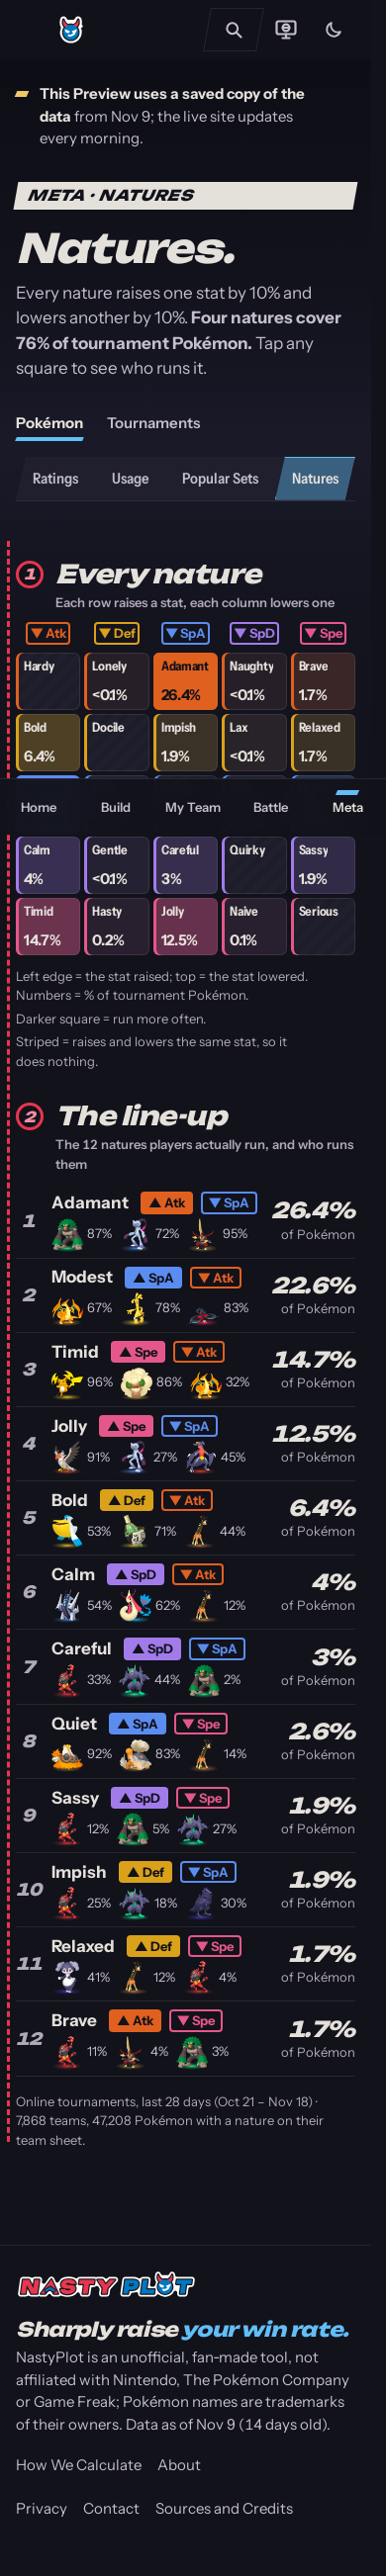 This Preview uses a saved copy of the
data from Nov 9; the live site updates
every morning.
META · NATURES
Natures.
Every nature raises one stat by 10% and
lowers another by 10%. Four natures cover
76% of tournament Pokémon. Tap any
square to see who runs it.
Pokémon Tournaments
Ratings Usage Popular Sets Natures
1 Every nature
Each row raises a stat, each column lowers one
▼ Atk ▼ Def ▼ SpA ▼ SpD ▼ Spe
Hardy Lonely Adamant Naughty Brave
<0.1% 26.4% <0.1% 1.7%
Bold Docile Impish Lax Relaxed
6.4% 1.9% <0.1% 1.7%
Home Build My Team Battle Meta
Calm Gentle Careful Quirky Sassy
4% <0.1% 3% 1.9%
Timid Hasty Jolly Naive Serious
14.7% 0.2% 12.5% 0.1%
Left edge = the stat raised; top = the stat lowered.
Numbers = % of tournament Pokémon.
Darker square = run more often.
Striped = raises and lowers the same stat, so it
does nothing.
2 The line-up
The 12 natures players actually run, and who runs
them
1 Adamant ▲ Atk ▼ SpA 26.4%
87% 72% 95% of Pokémon
2 Modest ▲ SpA ▼ Atk 22.6%
67% 78% 83% of Pokémon
3 Timid ▲ Spe ▼ Atk 14.7%
96% 86% 32% of Pokémon
4 Jolly ▲ Spe ▼ SpA 12.5%
91% 27% 45% of Pokémon
5 Bold ▲ Def ▼ Atk 6.4%
53% 71% 44% of Pokémon
6 Calm ▲ SpD ▼ Atk 4%
54% 62% 12% of Pokémon
7 Careful ▲ SpD ▼ SpA 3%
33% 44% 2% of Pokémon
8 Quiet ▲ SpA ▼ Spe 2.6%
92% 83% 14% of Pokémon
9 Sassy ▲ SpD ▼ Spe 1.9%
12% 5% 27% of Pokémon
10 Impish ▲ Def ▼ SpA 1.9%
25% 18% 30% of Pokémon
11 Relaxed ▲ Def ▼ Spe 1.7%
41% 12% 4% of Pokémon
12 Brave ▲ Atk ▼ Spe 1.7%
11% 4% 3% of Pokémon
Online tournaments, last 28 days (Oct 21 – Nov 18) ·
7,868 teams, 47,208 Pokémon with a nature on their
team sheet.
NASTY PLOT
Sharply raise your win rate.
NastyPlot is an unofficial, fan-made tool, not
affiliated with Nintendo, The Pokémon Company
or Game Freak; Pokémon names are trademarks
of their owners. Data as of Nov 9 (14 days old).
How We Calculate About
Privacy Contact Sources and Credits